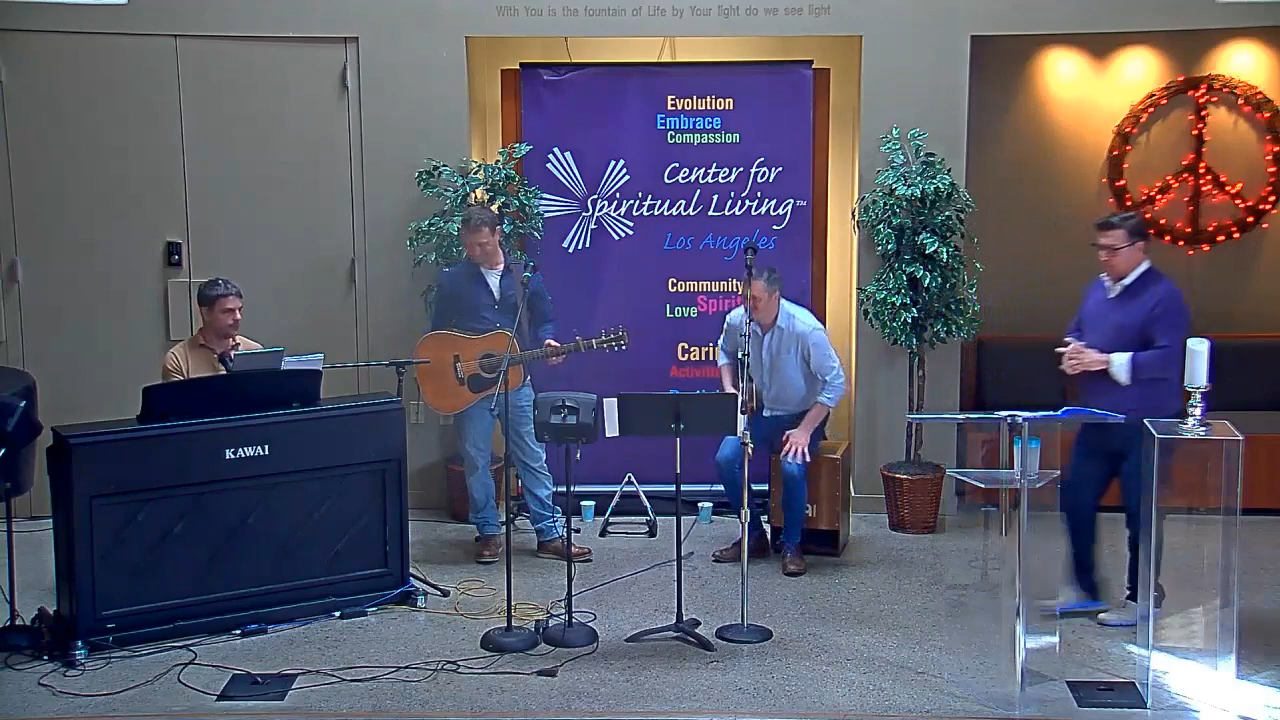 With You is the fountain of Life by Your light do we see light
Evolution
Embrace
Compassion
Center for
Spiritual Living™
Los Angeles
Community
Love
KAWAI